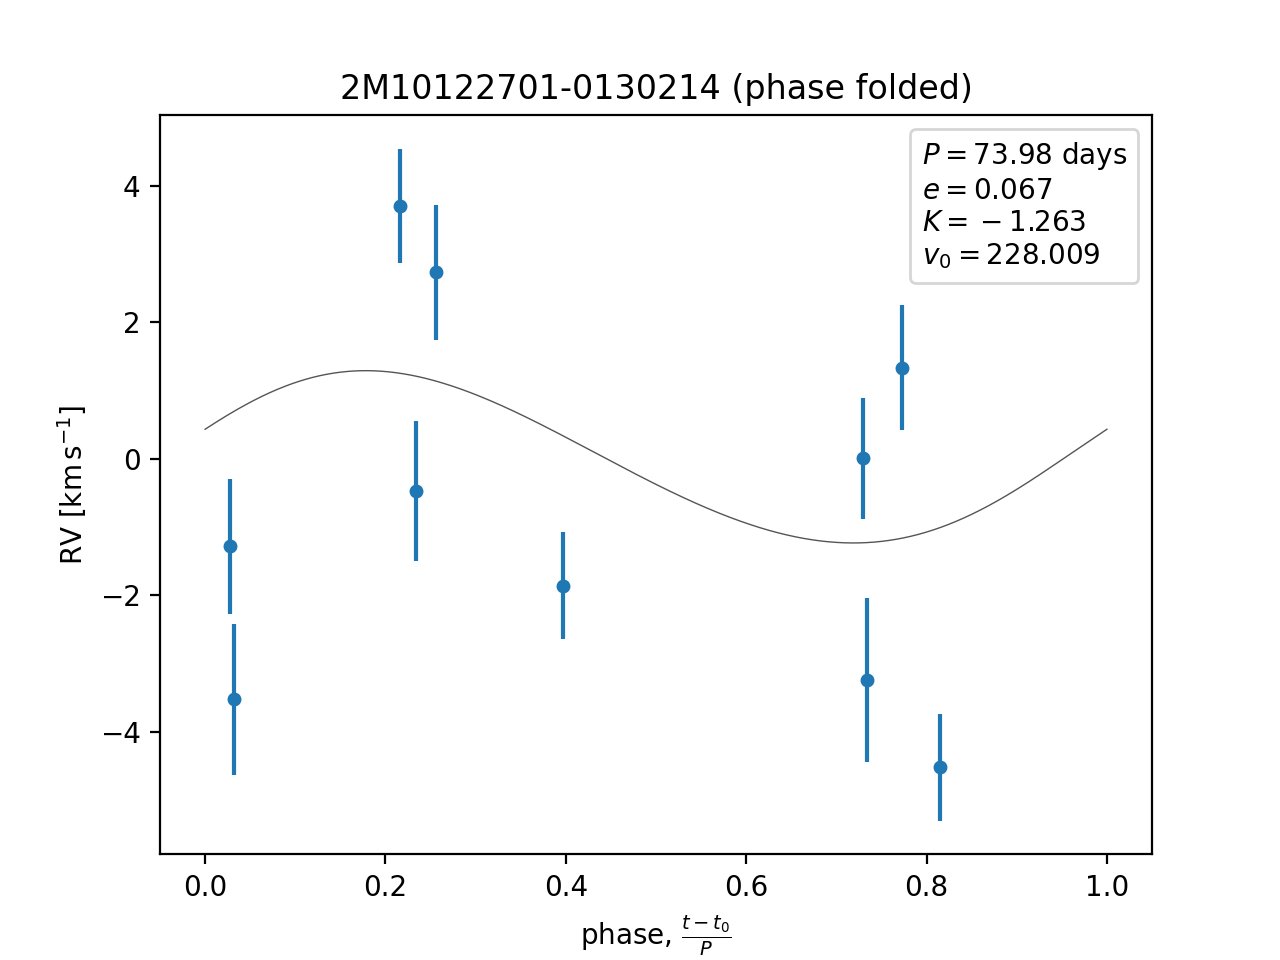 2M10122701-0130214 (phase folded)
P = 73.98 days
e = 0.067
K = −1.263
v₀ = 228.009
4
2
0
−2
−4
RV [km s⁻¹]
0.0 0.2 0.4 0.6 0.8 1.0
phase, (t − t₀)/P